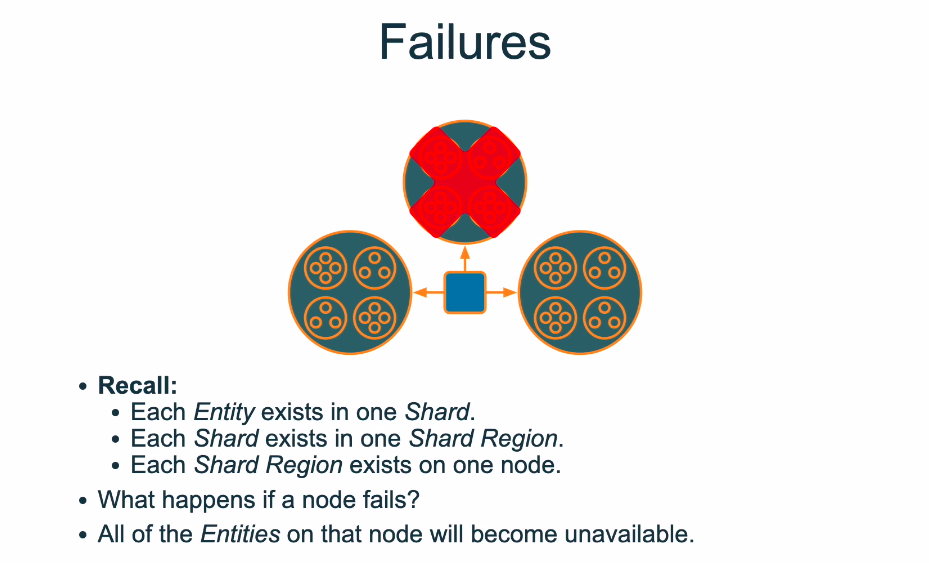 Failures
• Recall:
• Each Entity exists in one Shard.
• Each Shard exists in one Shard Region.
• Each Shard Region exists on one node.
• What happens if a node fails?
• All of the Entities on that node will become unavailable.